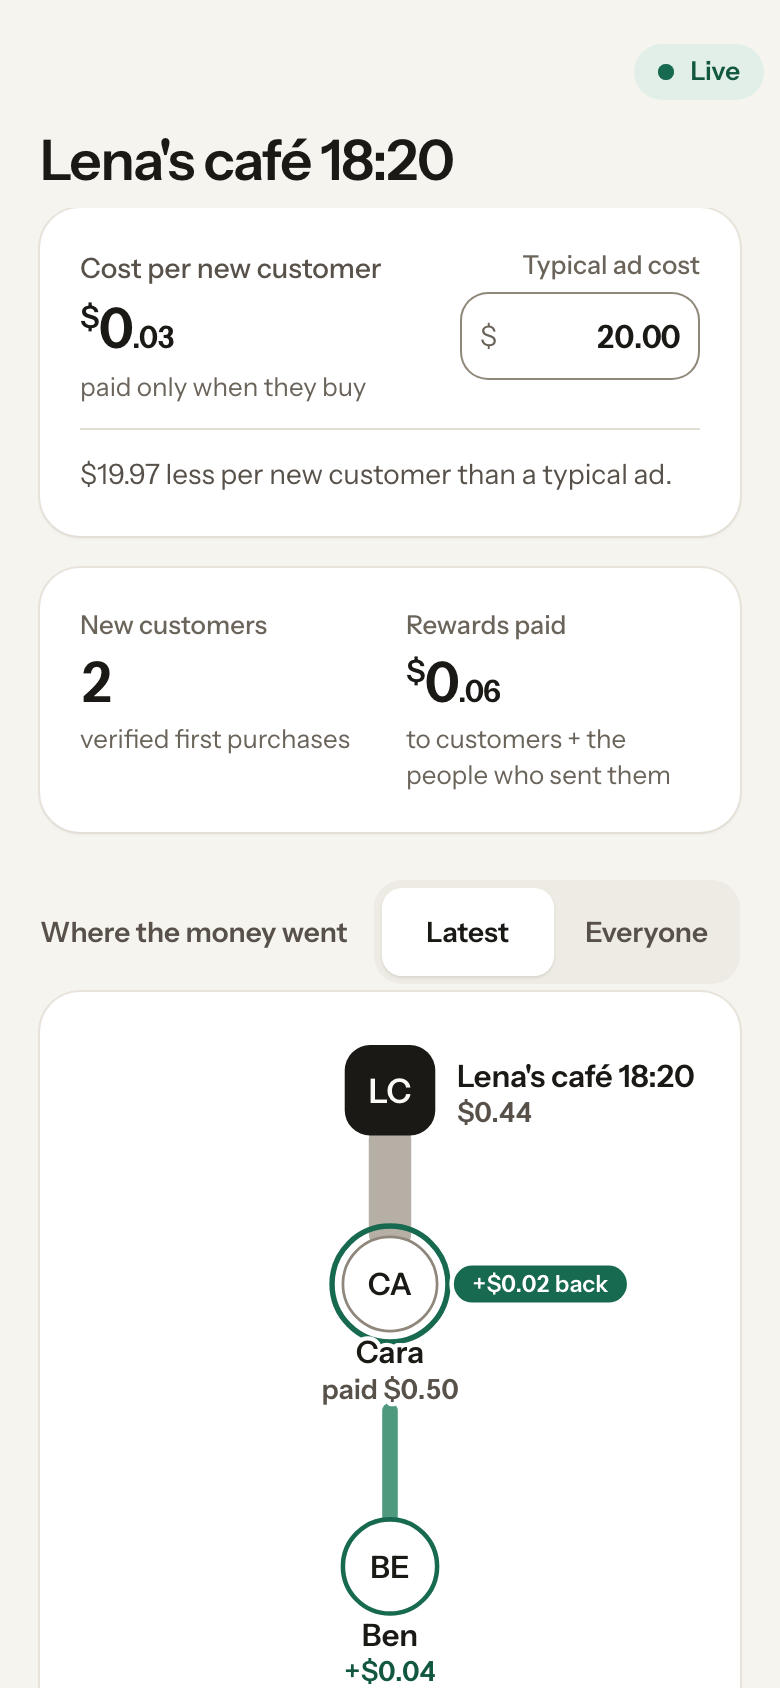 Live
Lena's café 18:20
Cost per new customer
$0.03
paid only when they buy
Typical ad cost
$ 20.00
$19.97 less per new customer than a typical ad.
New customers
2
verified first purchases
Rewards paid
$0.06
to customers + the
people who sent them
Where the money went
Latest
Everyone
LC
Lena's café 18:20
$0.44
CA
+$0.02 back
Cara
paid $0.50
BE
Ben
+$0.04